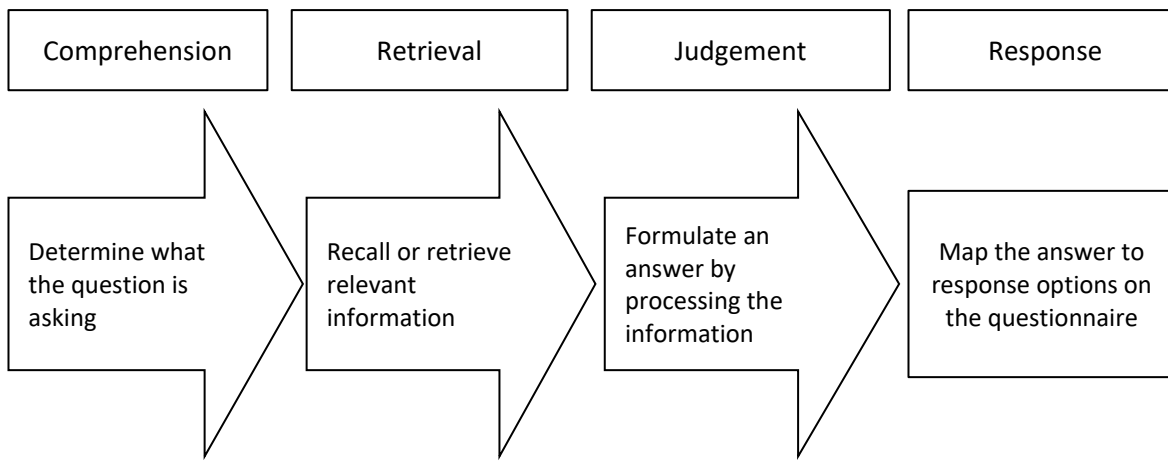 Comprehension
Retrieval
Judgement
Response
Determine what
the question is
asking
Recall or retrieve
relevant
information
Formulate an
answer by
processing the
information
Map the answer to
response options on
the questionnaire